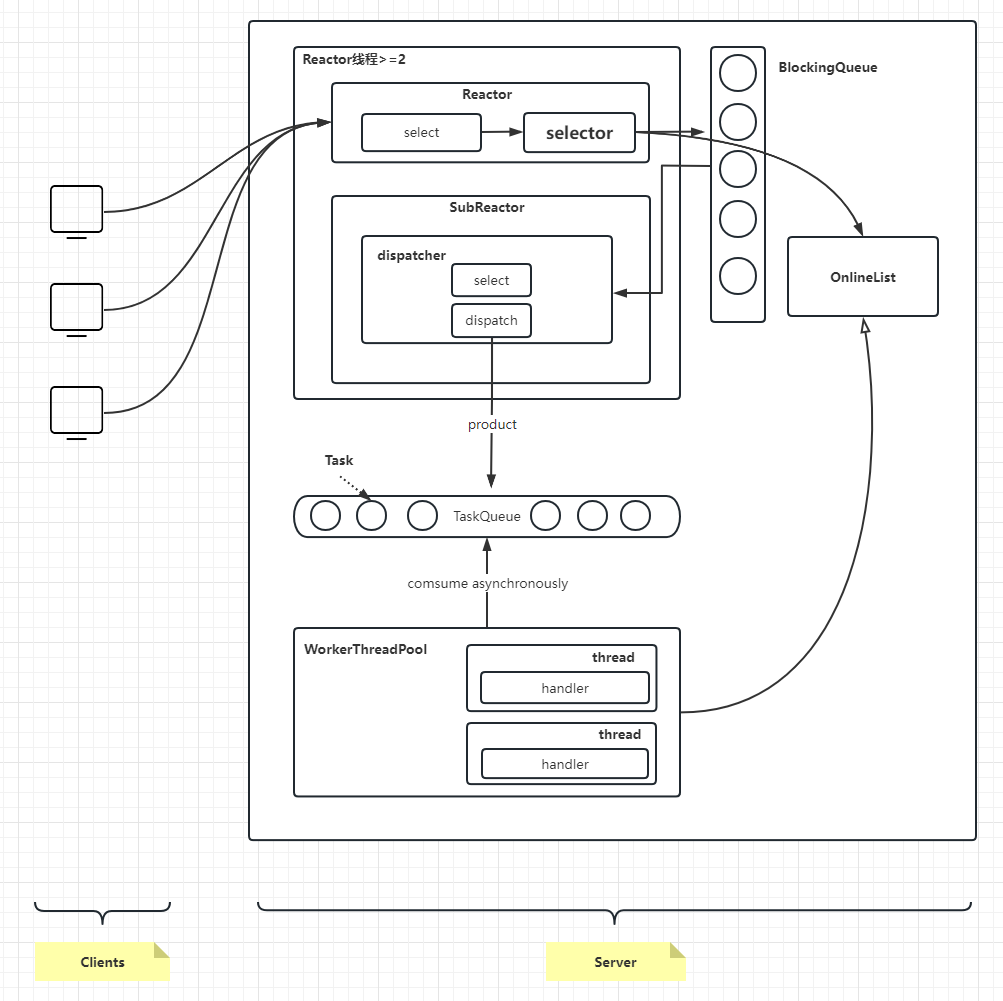 Reactor线程>=2
BlockingQueue
Reactor
select
selector
SubReactor
dispatcher
select
dispatch
OnlineList
product
Task
TaskQueue
comsume asynchronously
WorkerThreadPool
thread
handler
thread
handler
Clients
Server